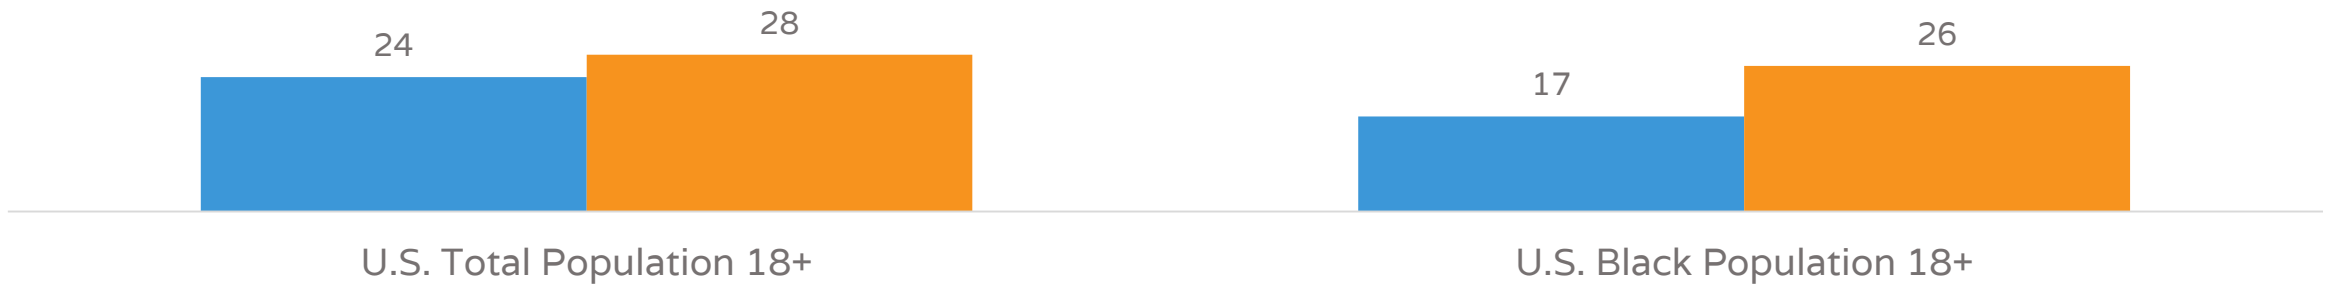 24
28
17
26
U.S. Total Population 18+
U.S. Black Population 18+